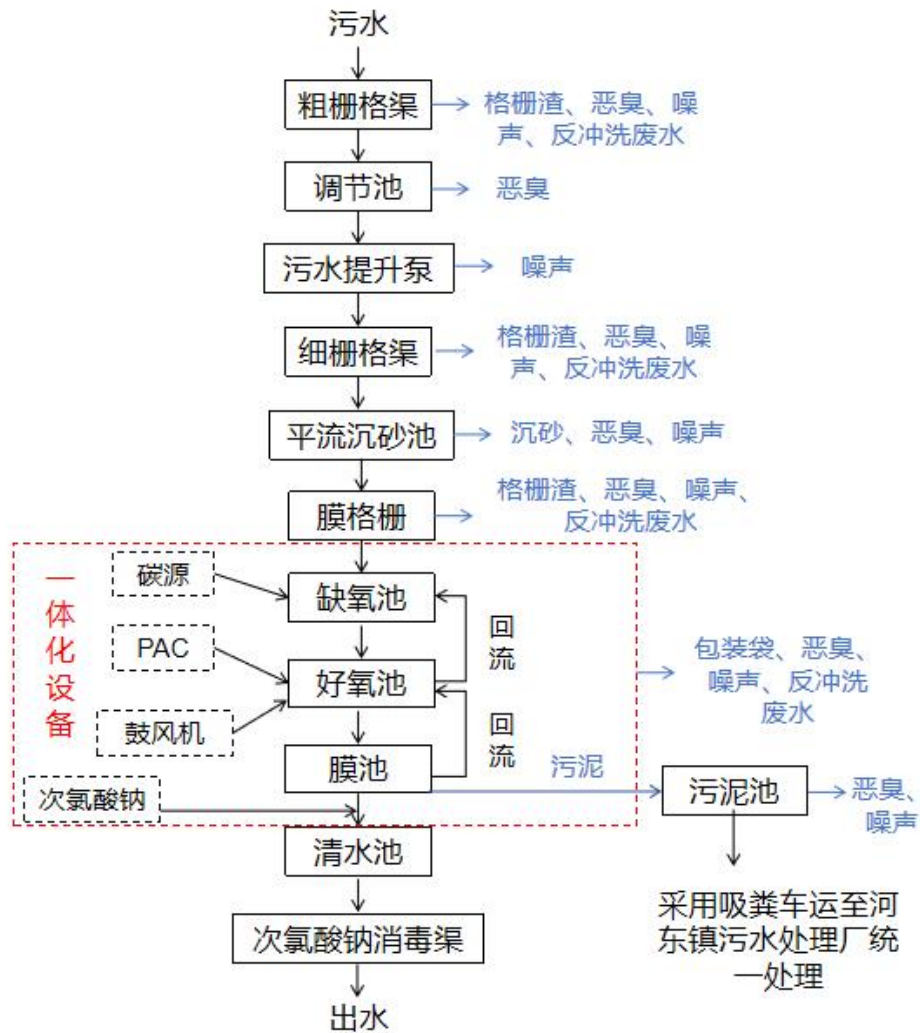 污水
粗栅格渠
格栅渣、恶臭、噪
声、反冲洗废水
调节池
恶臭
污水提升泵
噪声
细栅格渠
格栅渣、恶臭、噪
声、反冲洗废水
平流沉砂池
沉砂、恶臭、噪声
膜格栅
格栅渣、恶臭、噪声、
反冲洗废水
一体化设备
碳源
缺氧池
回流
PAC
好氧池
包装袋、恶臭、
噪声、反冲洗
废水
鼓风机
回流
膜池
污泥
污泥池
恶臭、
噪声
次氯酸钠
清水池
采用吸粪车运至河
东镇污水处理厂统
一处理
次氯酸钠消毒渠
出水